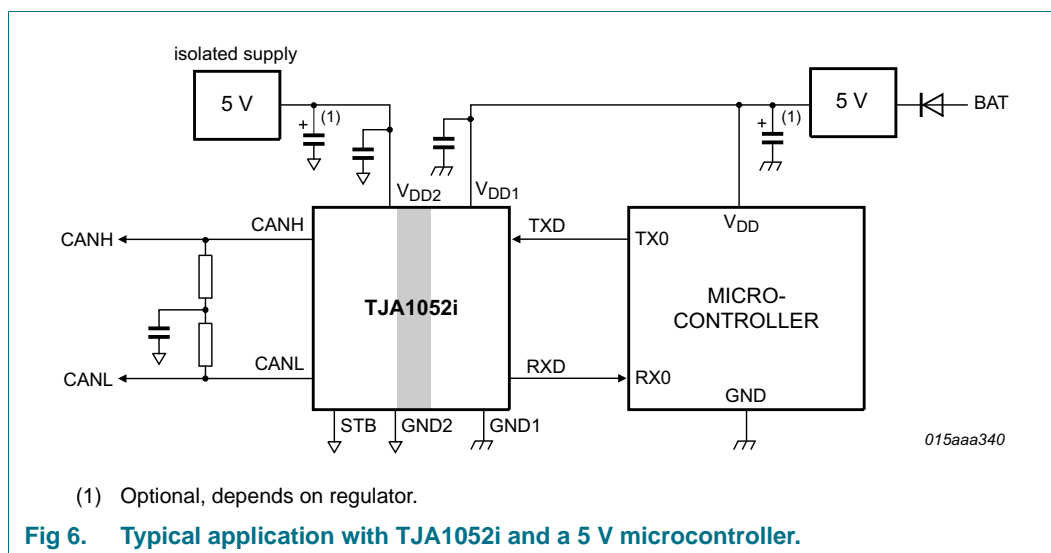 isolated supply
5 V
(1)
+
5 V
(1)
+
BAT
VDD2
VDD1
CANH
CANH
TXD
TX0
VDD
TJA1052i
MICRO-
CONTROLLER
CANL
CANL
RXD
RX0
GND
STB
GND2
GND1
015aaa340
(1) Optional, depends on regulator.
Fig 6. Typical application with TJA1052i and a 5 V microcontroller.